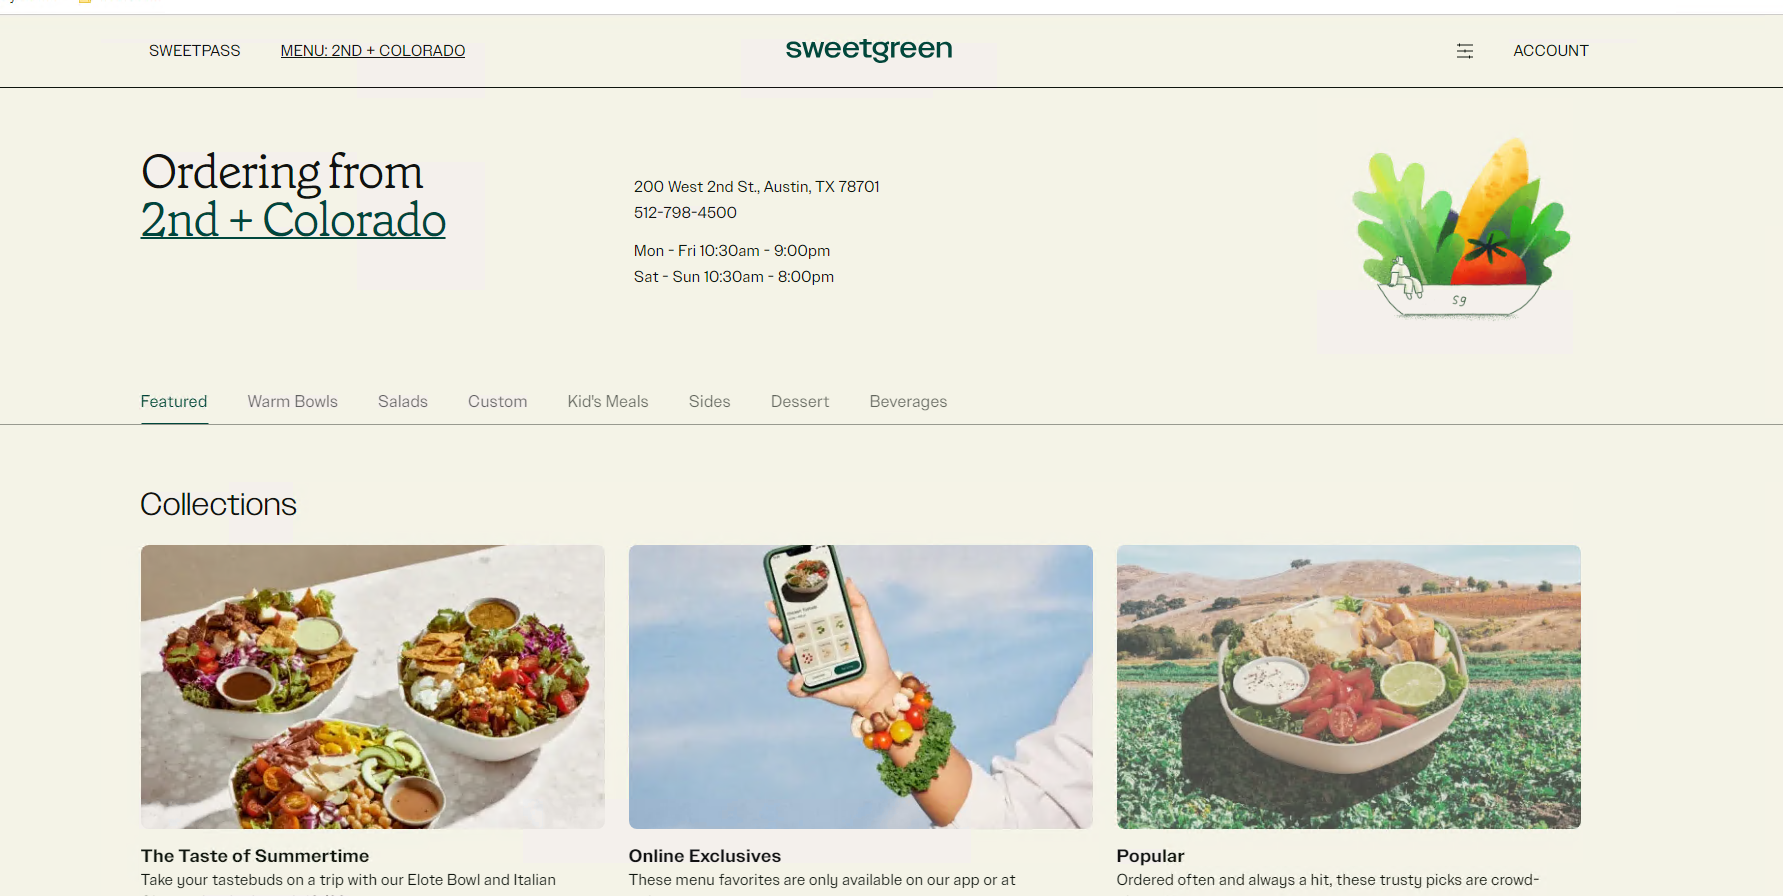 SWEETPASS
MENU: 2ND + COLORADO
sweetgreen
ACCOUNT
Ordering from
2nd + Colorado
200 West 2nd St., Austin, TX 78701
512-798-4500
Mon - Fri 10:30am - 9:00pm
Sat - Sun 10:30am - 8:00pm
sg
Featured
Warm Bowls
Salads
Custom
Kid's Meals
Sides
Dessert
Beverages
Collections
The Taste of Summertime
Take your tastebuds on a trip with our Elote Bowl and Italian
Online Exclusives
These menu favorites are only available on our app or at
Popular
Ordered often and always a hit, these trusty picks are crowd-